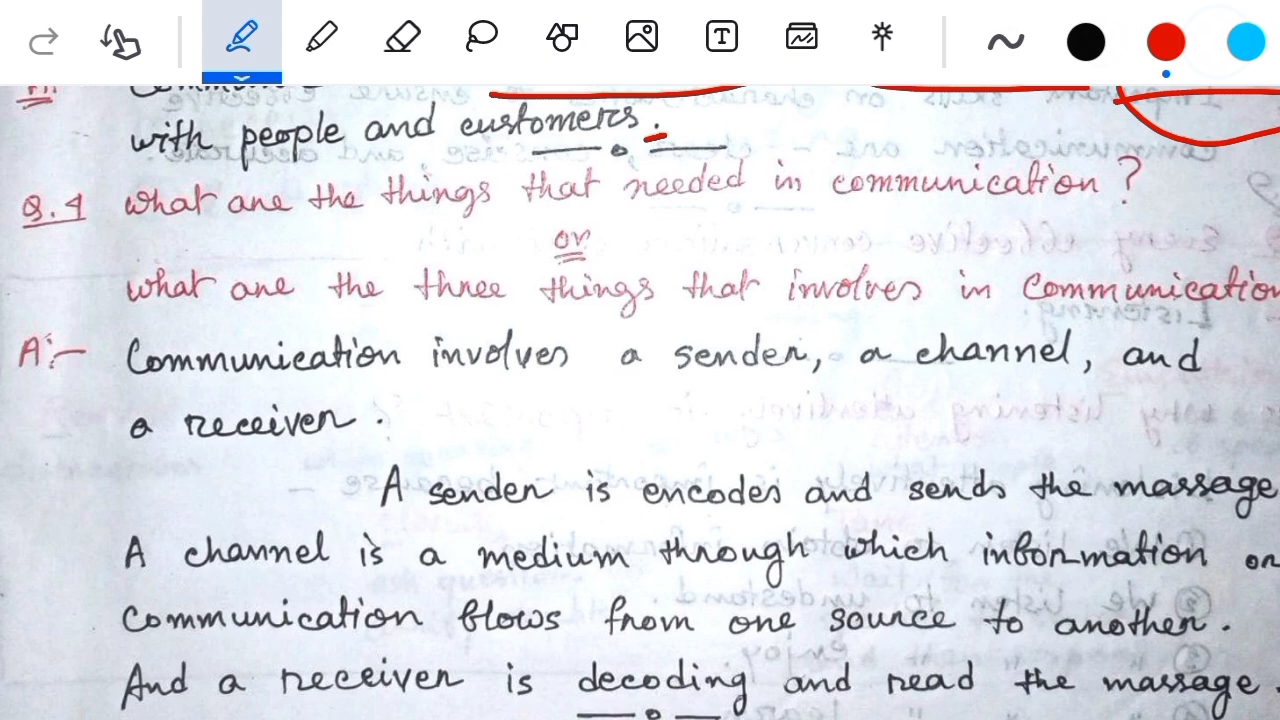 with people and customers.
Q.4 What are the things that needed in communication?
or
What are the three things that involves in Communication
A:- Communication involves a sender, a channel, and
a receiver.
A sender is encodes and sends the massage
A channel is a medium through which information or
Communication flows from one source to another.
And a receiver is decoding and read the massage.